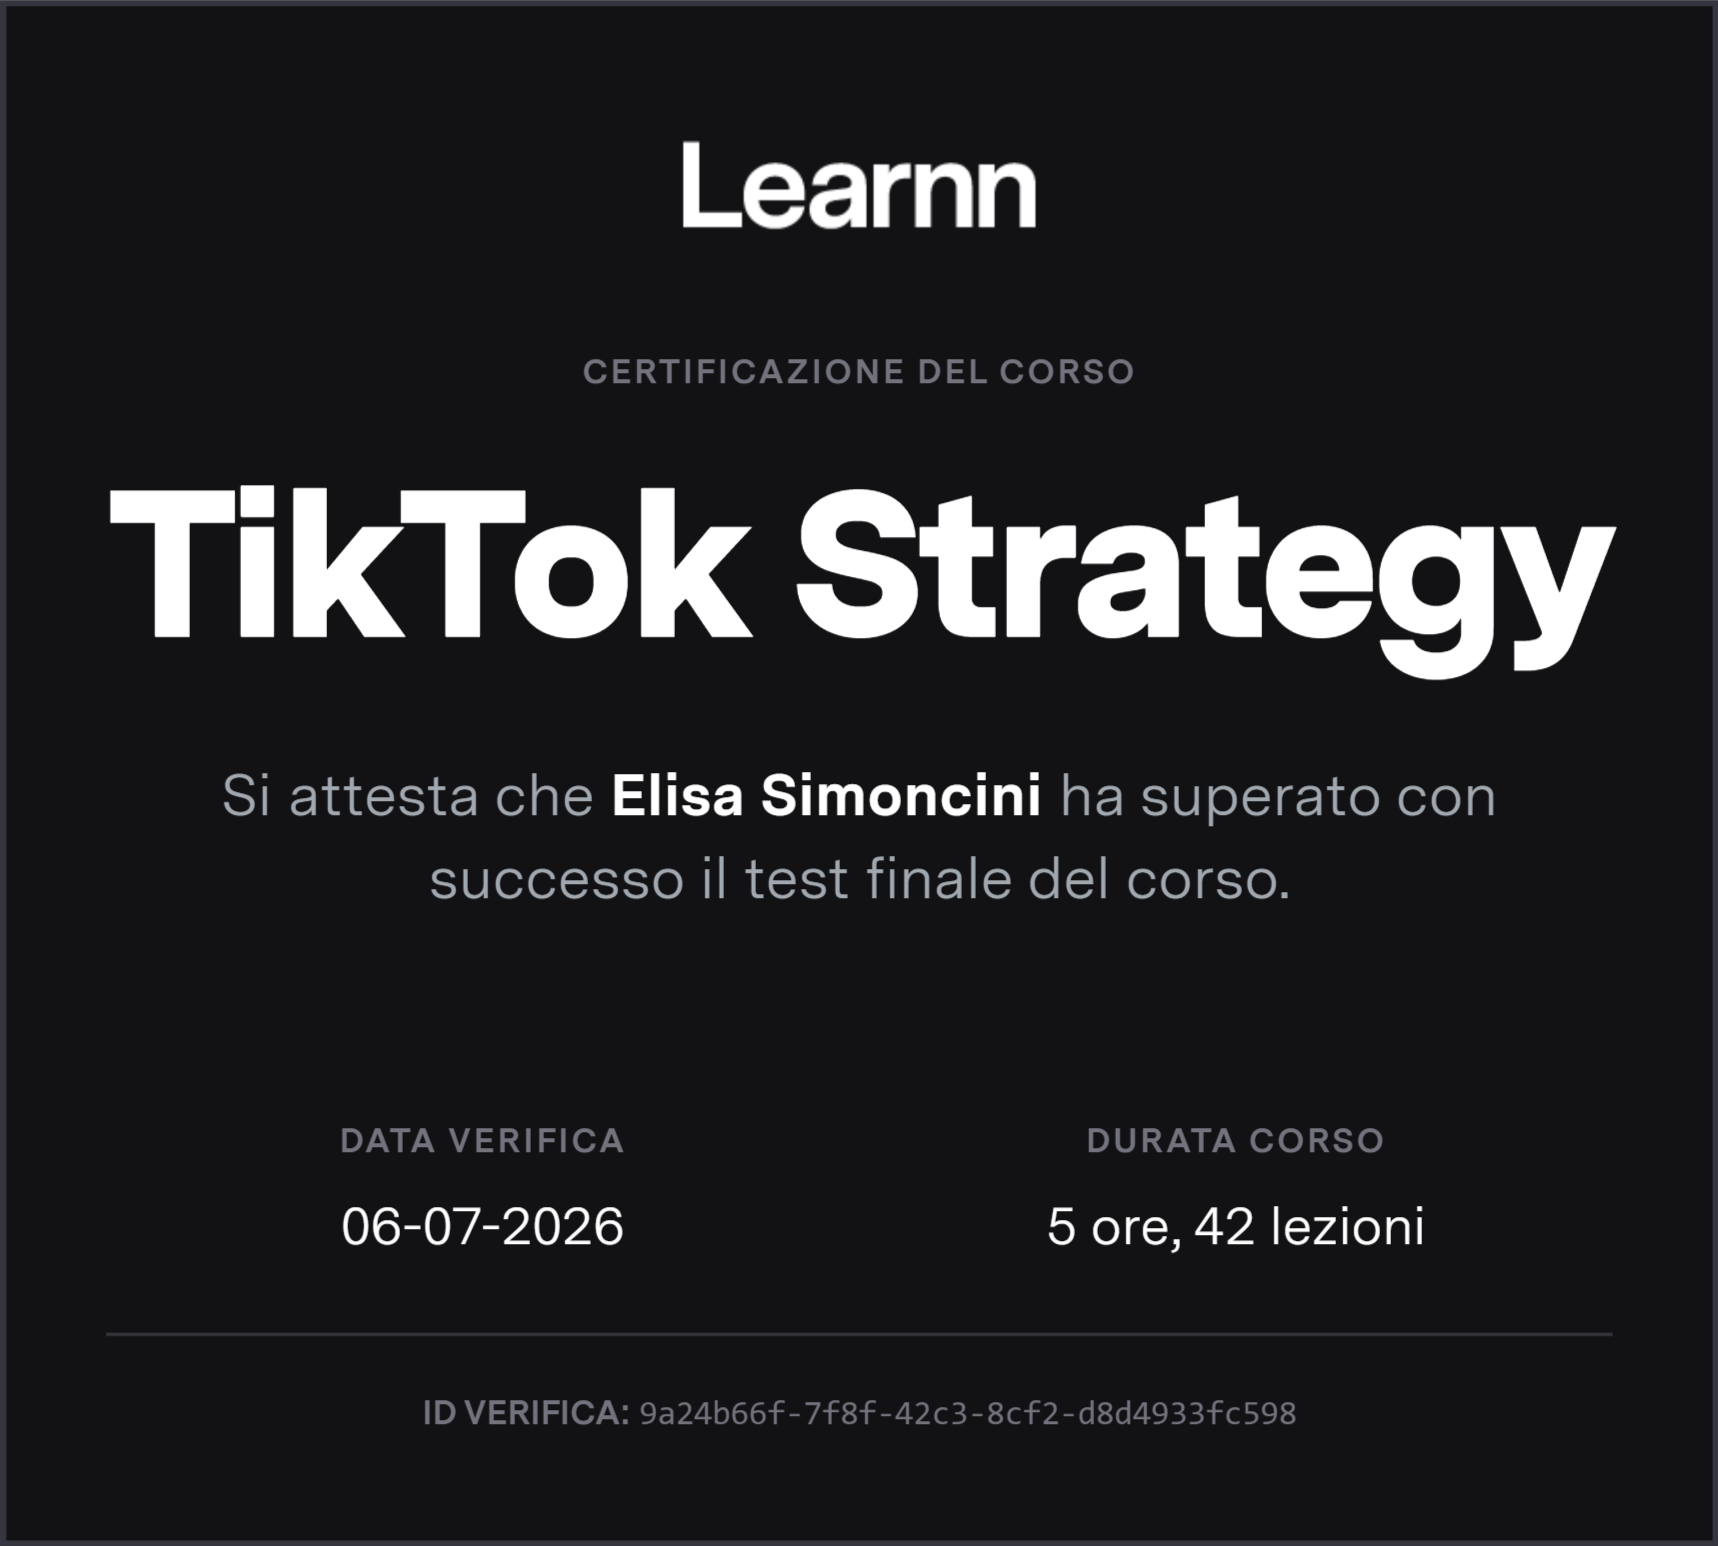 Learnn
CERTIFICAZIONE DEL CORSO
TikTok Strategy
Si attesta che Elisa Simoncini ha superato con
successo il test finale del corso.
DATA VERIFICA
06-07-2026
DURATA CORSO
5 ore, 42 lezioni
ID VERIFICA: 9a24b66f-7f8f-42c3-8cf2-d8d4933fc598